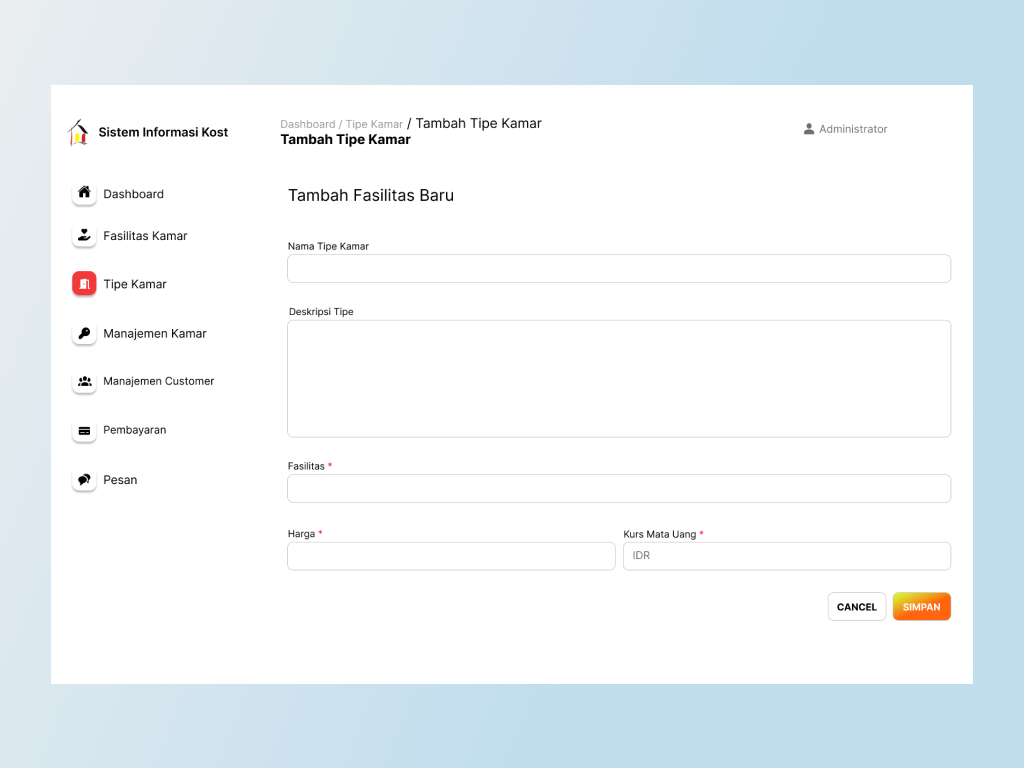 Sistem Informasi Kost
Dashboard / Tipe Kamar / Tambah Tipe Kamar
Tambah Tipe Kamar
Administrator
Dashboard
Fasilitas Kamar
Tipe Kamar
Manajemen Kamar
Manajemen Customer
Pembayaran
Pesan
Tambah Fasilitas Baru
Nama Tipe Kamar
Deskripsi Tipe
Fasilitas *
Harga *
Kurs Mata Uang *
IDR
CANCEL
SIMPAN